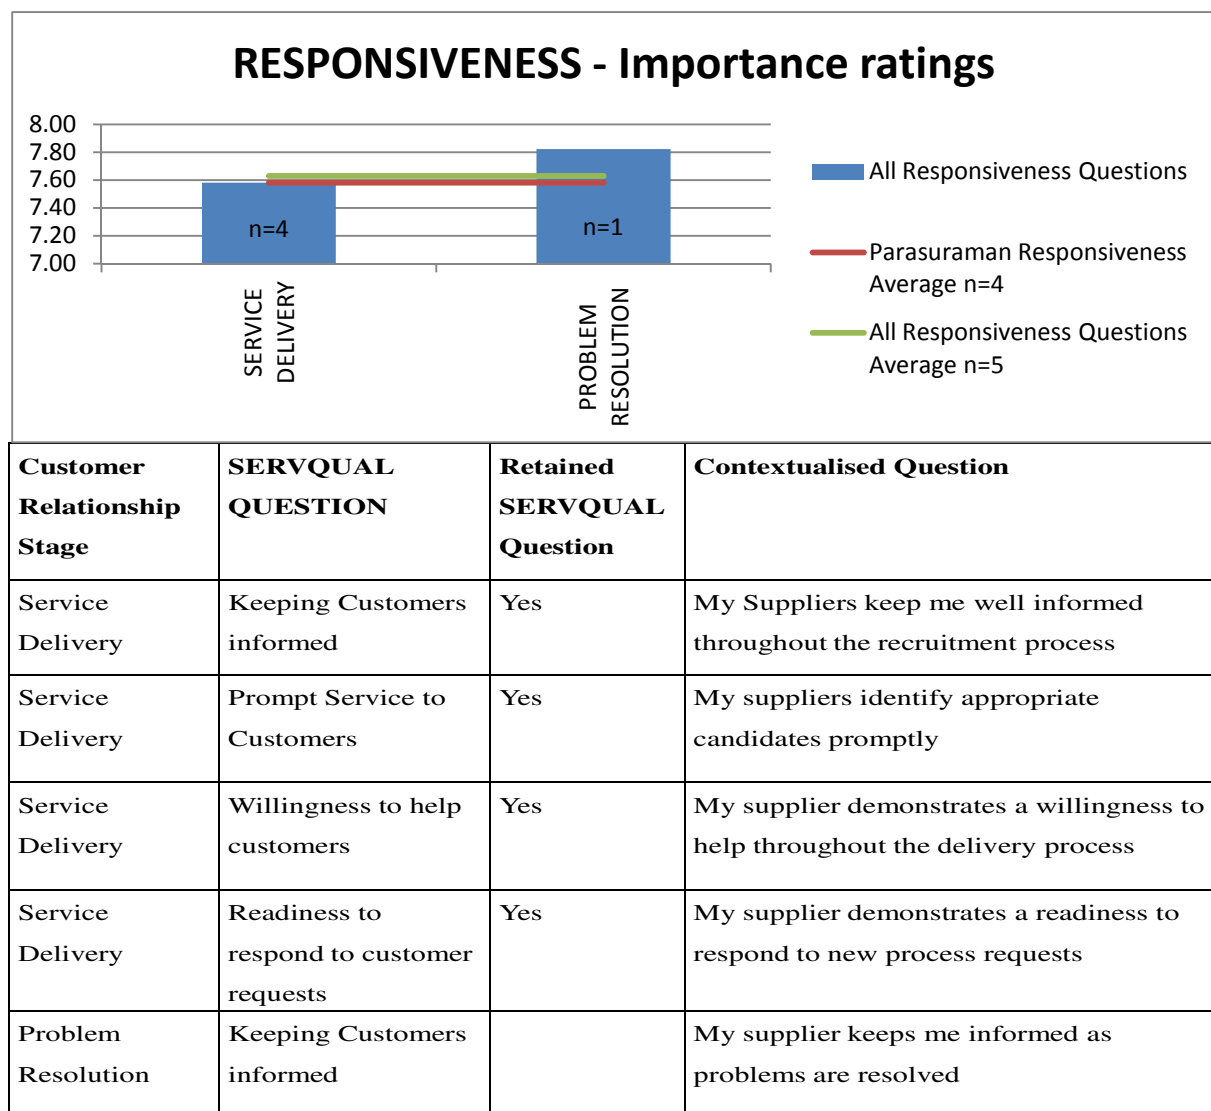 RESPONSIVENESS - Importance ratings
8.00
7.80
7.60
7.40
7.20
7.00
n=4
n=1
SERVICE
DELIVERY
PROBLEM
RESOLUTION
All Responsiveness Questions
Parasuraman Responsiveness
Average n=4
All Responsiveness Questions
Average n=5
Customer
Relationship
Stage
SERVQUAL
QUESTION
Retained
SERVQUAL
Question
Contextualised Question
Service
Delivery
Keeping Customers
informed
Yes
My Suppliers keep me well informed
throughout the recruitment process
Service
Delivery
Prompt Service to
Customers
Yes
My suppliers identify appropriate
candidates promptly
Service
Delivery
Willingness to help
customers
Yes
My supplier demonstrates a willingness to
help throughout the delivery process
Service
Delivery
Readiness to
respond to customer
requests
Yes
My supplier demonstrates a readiness to
respond to new process requests
Problem
Resolution
Keeping Customers
informed
My supplier keeps me informed as
problems are resolved